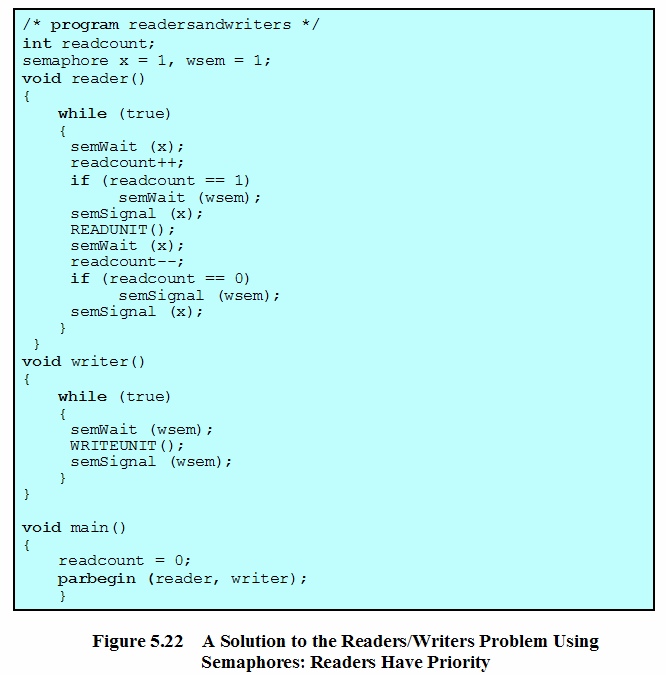 /* program readersandwriters */
int readcount;
semaphore x = 1, wsem = 1;
void reader()
{
    while (true)
    {
     semWait (x);
     readcount++;
     if (readcount == 1)
          semWait (wsem);
     semSignal (x);
     READUNIT();
     semWait (x);
     readcount--;
     if (readcount == 0)
          semSignal (wsem);
     semSignal (x);
    }
 }
void writer()
{
    while (true)
    {
     semWait (wsem);
     WRITEUNIT();
     semSignal (wsem);
    }
}

void main()
{
    readcount = 0;
    parbegin (reader, writer);
    }
Figure 5.22 A Solution to the Readers/Writers Problem Using
Semaphores: Readers Have Priority